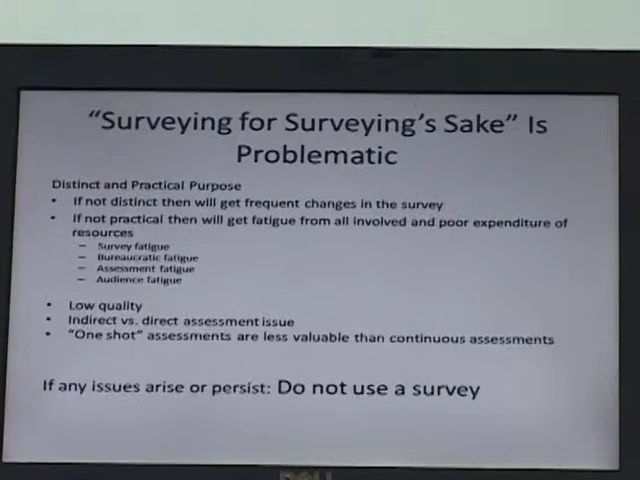 “Surveying for Surveying’s Sake” Is
Problematic
Distinct and Practical Purpose
• If not distinct then will get frequent changes in the survey
• If not practical then will get fatigue from all involved and poor expenditure of
resources
– Survey fatigue
– Bureaucratic fatigue
– Assessment fatigue
– Audience fatigue
• Low quality
• Indirect vs. direct assessment issue
• “One shot” assessments are less valuable than continuous assessments
If any issues arise or persist: Do not use a survey
DELL